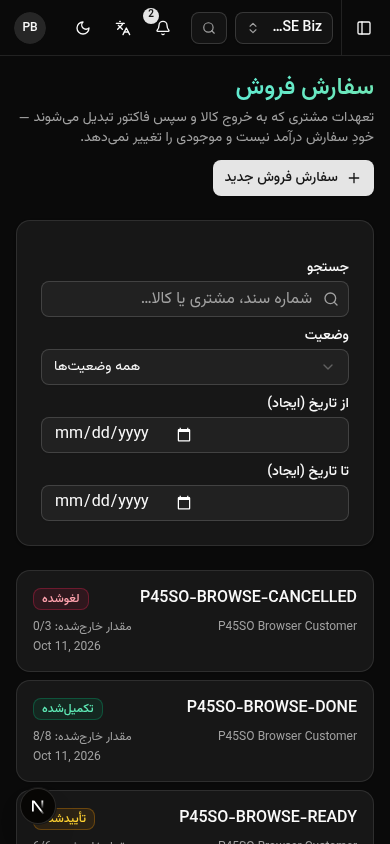 PB
2
SE Biz...
سفارش فروش
تعهدات مشتری که به خروج کالا و سپس فاکتور تبدیل می‌شوند —
خودِ سفارش درآمد نیست و موجودی را تغییر نمی‌دهد.
سفارش فروش جدید
جستجو
شماره سند، مشتری یا کالا...
وضعیت
همه وضعیت‌ها
از تاریخ (ایجاد)
mm/dd/yyyy
تا تاریخ (ایجاد)
mm/dd/yyyy
P45SO-BROWSE-CANCELLED
لغوشده
P45SO Browser Customer
مقدار خارج‌شده: 0/3
Oct 11, 2026
P45SO-BROWSE-DONE
تکمیل‌شده
P45SO Browser Customer
مقدار خارج‌شده: 8/8
Oct 11, 2026
P45SO-BROWSE-READY
تأییدشده
N